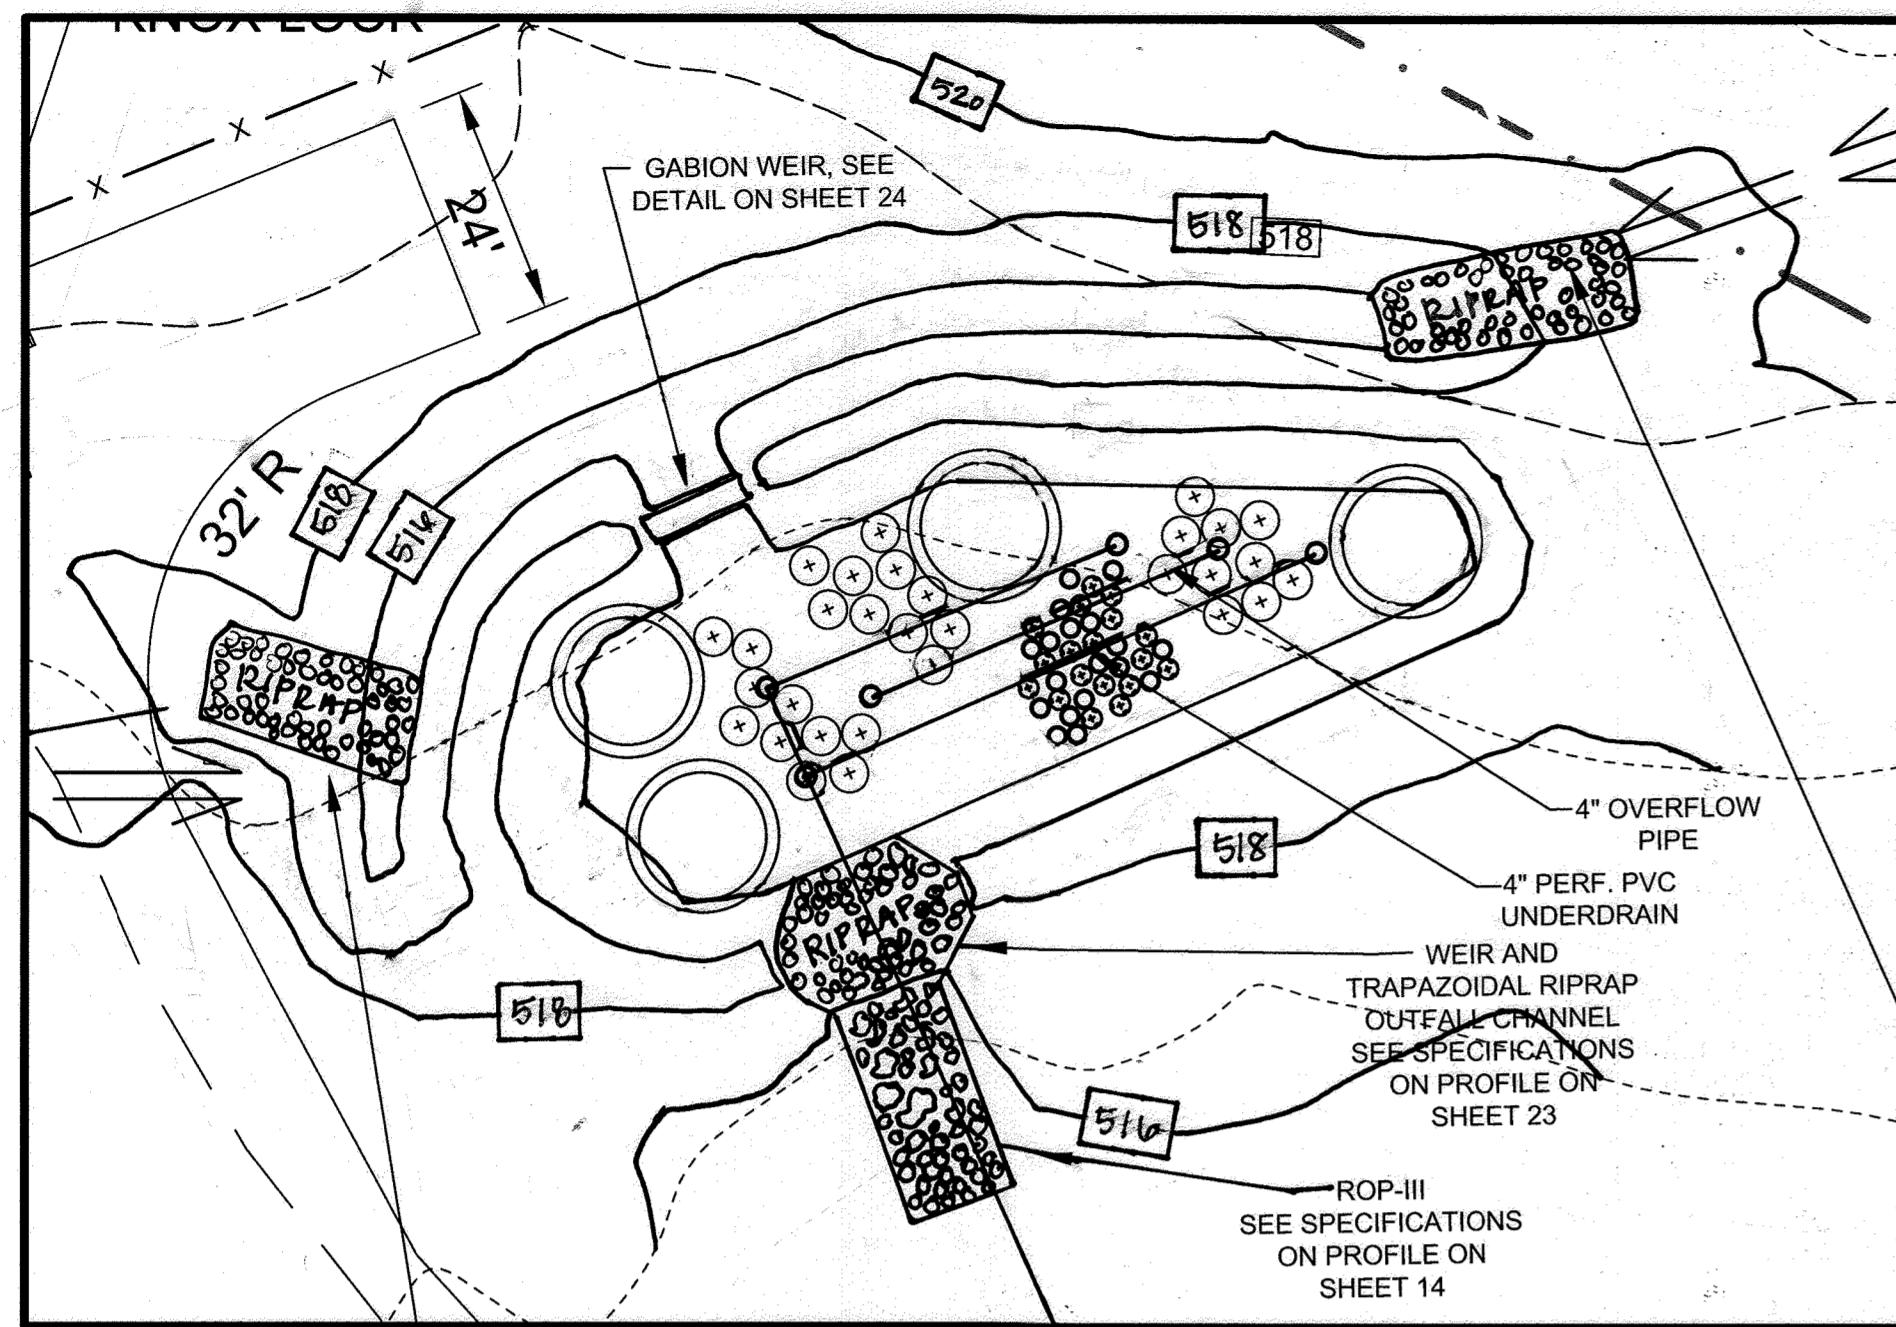 KNOX LOOK
520
24'
GABION WEIR, SEE
DETAIL ON SHEET 24
518
518
RIPRAP
32' R
518
516
RIPRAP
4" OVERFLOW
PIPE
518
4" PERF. PVC
UNDERDRAIN
RIPRAP
WEIR AND
TRAPAZOIDAL RIPRAP
OUTFALL CHANNEL
SEE SPECIFICATIONS
ON PROFILE ON
SHEET 23
518
516
ROP-III
SEE SPECIFICATIONS
ON PROFILE ON
SHEET 14